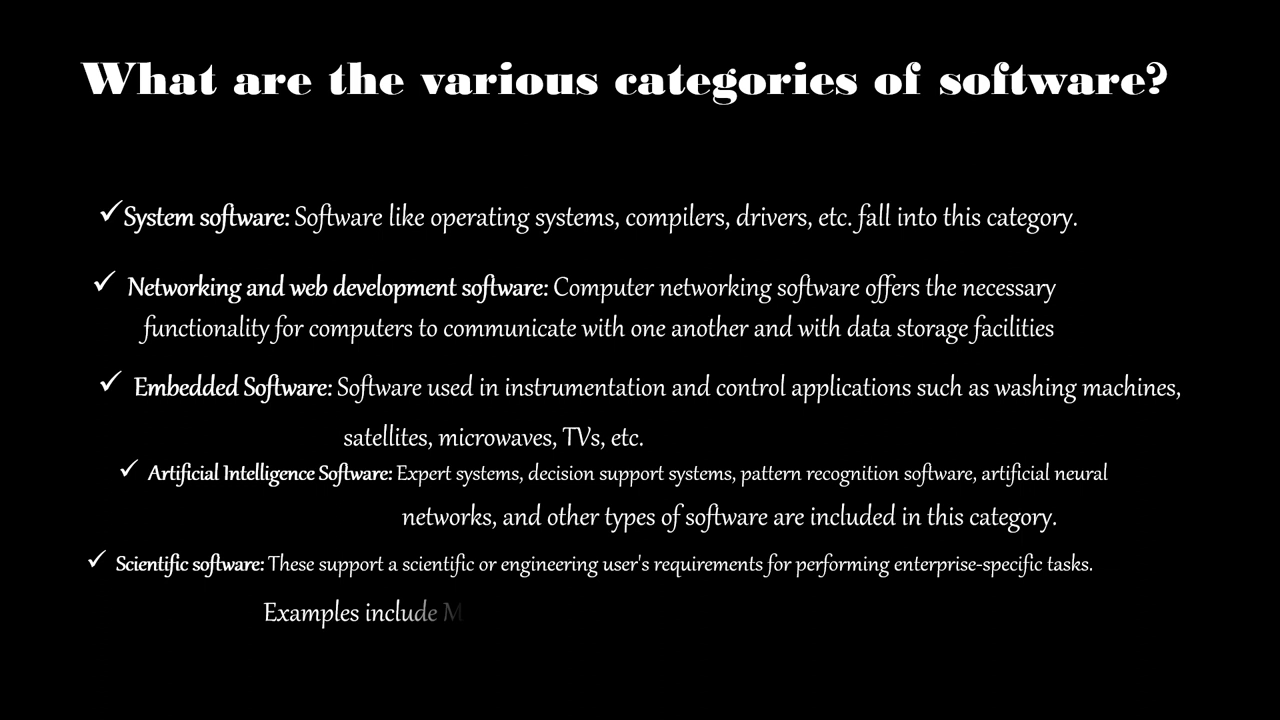 What are the various categories of software?
✓System software: Software like operating systems, compilers, drivers, etc. fall into this category.
✓ Networking and web development software: Computer networking software offers the necessary
functionality for computers to communicate with one another and with data storage facilities
✓ Embedded Software: Software used in instrumentation and control applications such as washing machines,
satellites, microwaves, TVs, etc.
✓ Artificial Intelligence Software: Expert systems, decision support systems, pattern recognition software, artificial neural
networks, and other types of software are included in this category.
✓ Scientific software: These support a scientific or engineering user's requirements for performing enterprise-specific tasks.
Examples include M